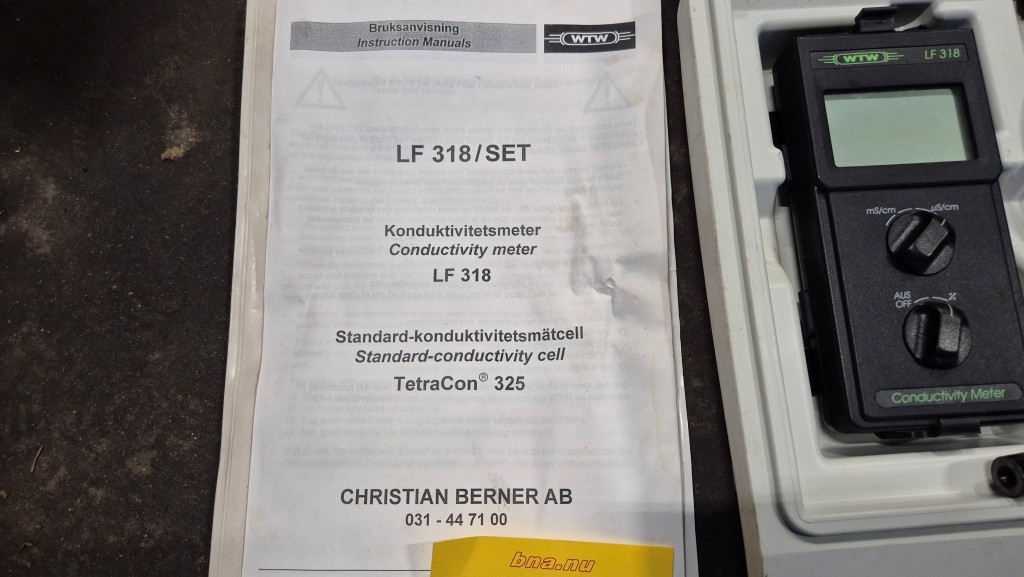 Bruksanvisning
Instruction Manuals
WTW
LF 318/SET
Konduktivitetsmeter
Conductivity meter
LF 318
Standard-konduktivitetsmätcell
Standard-conductivity cell
TetraCon® 325
CHRISTIAN BERNER AB
031 - 44 71 00
bna.nu
WTW
LF 318
mS/cm
µS/cm
AUS
OFF
%
Conductivity Meter